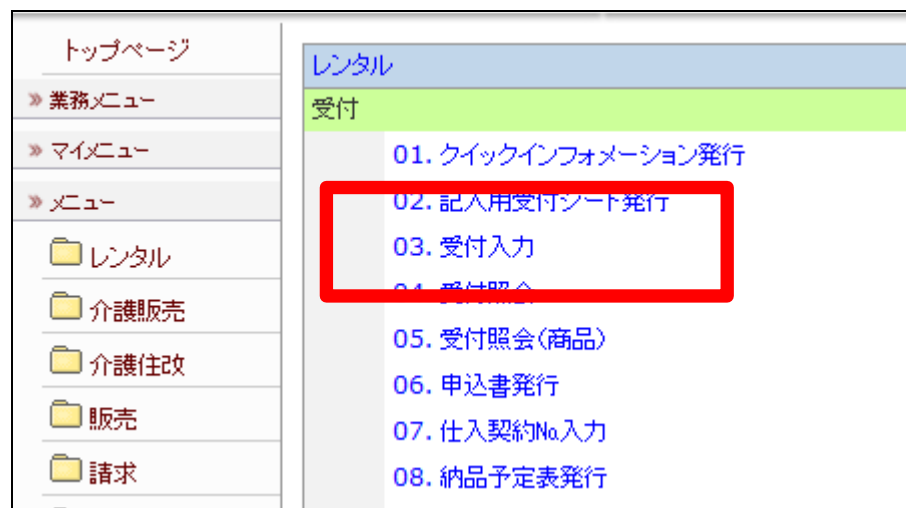 トップページ
» 業務メニュー
» マイメニュー
» メニュー
レンタル
介護販売
介護住改
販売
請求
レンタル
受付
01. クイックインフォメーション発行
02. 記入用受付シート発行
03. 受付入力
04. 受付照会
05. 受付照会(商品)
06. 申込書発行
07. 仕入契約№入力
08. 納品予定表発行